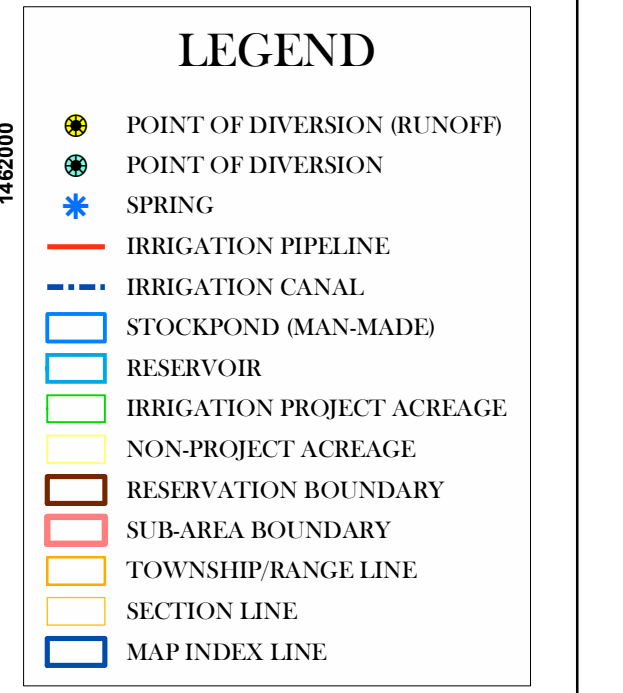 LEGEND
1462000
POINT OF DIVERSION (RUNOFF)
POINT OF DIVERSION
SPRING
IRRIGATION PIPELINE
IRRIGATION CANAL
STOCKPOND (MAN-MADE)
RESERVOIR
IRRIGATION PROJECT ACREAGE
NON-PROJECT ACREAGE
RESERVATION BOUNDARY
SUB-AREA BOUNDARY
TOWNSHIP/RANGE LINE
SECTION LINE
MAP INDEX LINE